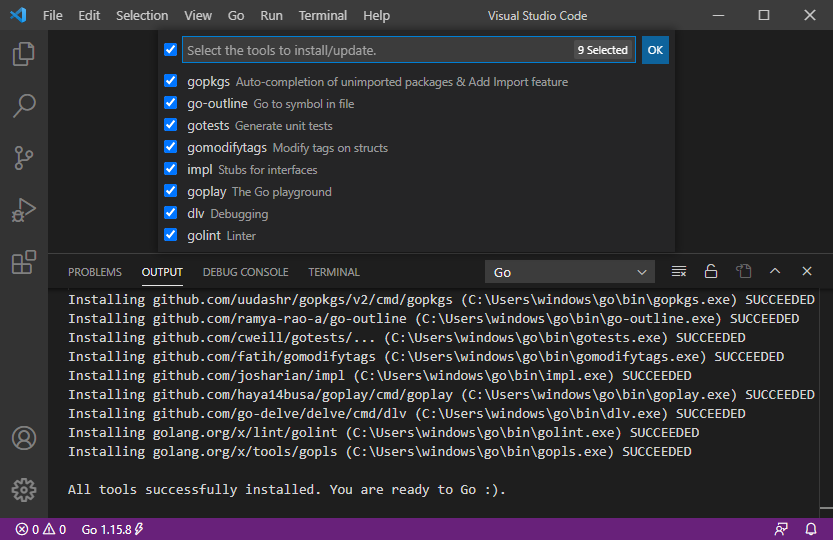 File Edit Selection View Go Run Terminal Help Visual Studio Code
Select the tools to install/update. 9 Selected OK
gopkgs Auto-completion of unimported packages & Add Import feature
go-outline Go to symbol in file
gotests Generate unit tests
gomodifytags Modify tags on structs
impl Stubs for interfaces
goplay The Go playground
dlv Debugging
golint Linter
PROBLEMS OUTPUT DEBUG CONSOLE TERMINAL Go
Installing github.com/uudashr/gopkgs/v2/cmd/gopkgs (C:\Users\windows\go\bin\gopkgs.exe) SUCCEEDED
Installing github.com/ramya-rao-a/go-outline (C:\Users\windows\go\bin\go-outline.exe) SUCCEEDED
Installing github.com/cweill/gotests/... (C:\Users\windows\go\bin\gotests.exe) SUCCEEDED
Installing github.com/fatih/gomodifytags (C:\Users\windows\go\bin\gomodifytags.exe) SUCCEEDED
Installing github.com/josharian/impl (C:\Users\windows\go\bin\impl.exe) SUCCEEDED
Installing github.com/haya14busa/goplay/cmd/goplay (C:\Users\windows\go\bin\goplay.exe) SUCCEEDED
Installing github.com/go-delve/delve/cmd/dlv (C:\Users\windows\go\bin\dlv.exe) SUCCEEDED
Installing golang.org/x/lint/golint (C:\Users\windows\go\bin\golint.exe) SUCCEEDED
Installing golang.org/x/tools/gopls (C:\Users\windows\go\bin\gopls.exe) SUCCEEDED
All tools successfully installed. You are ready to Go :).
0 0 Go 1.15.8